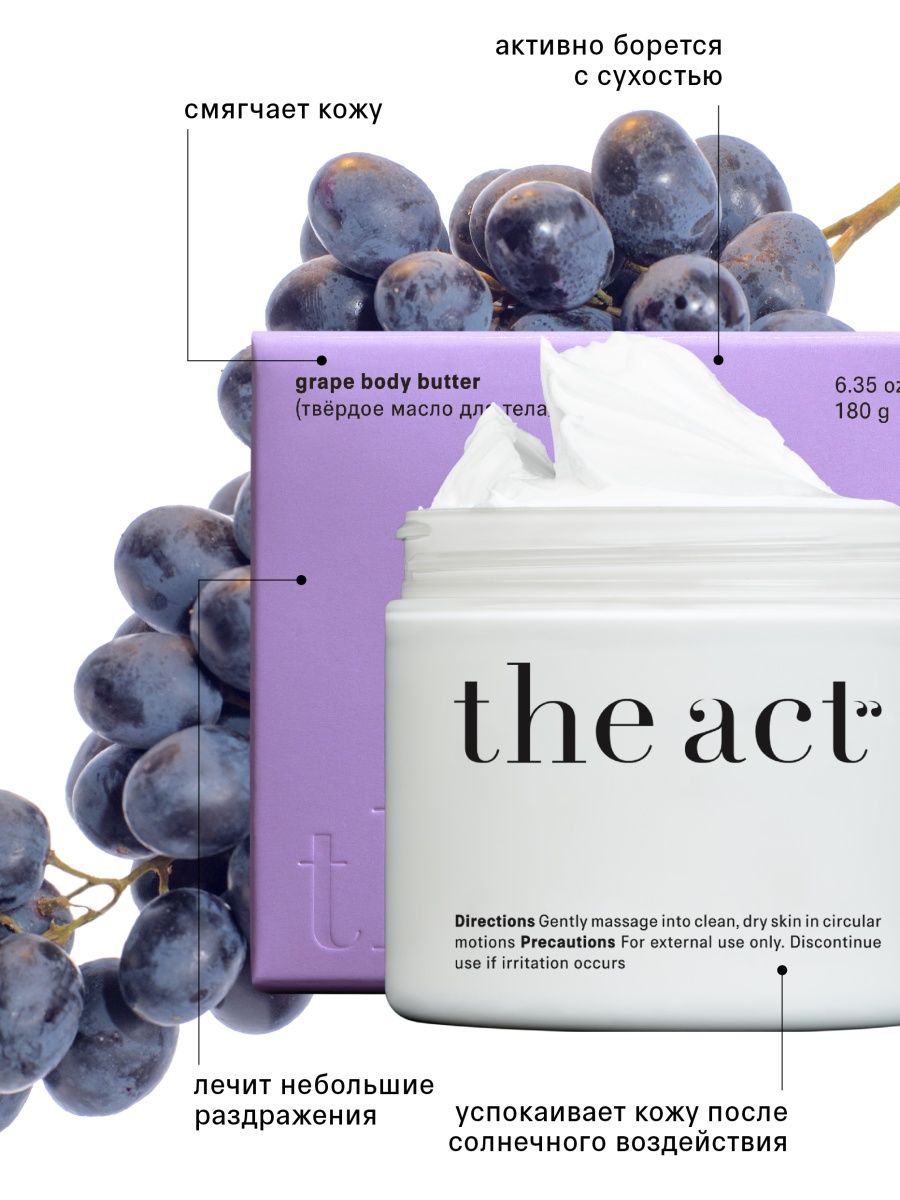 активно борется
с сухостью
смягчает кожу
grape body butter
(твёрдое масло для тела
6.35 oz
180 g
the act”
Directions Gently massage into clean, dry skin in circular
motions Precautions For external use only. Discontinue
use if irritation occurs
лечит небольшие
раздражения
успокаивает кожу после
солнечного воздействия